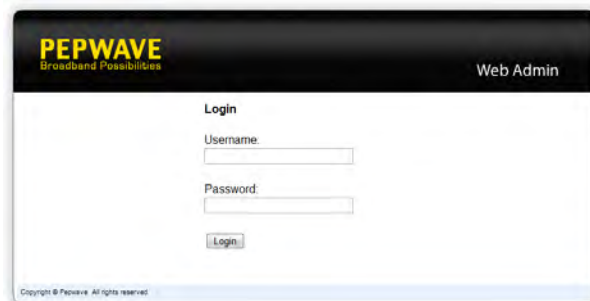 PEPWAVE
Broadband Possibilities
Web Admin
Login
Username:
Password:
Login
Copyright © Pepwave All rights reserved.